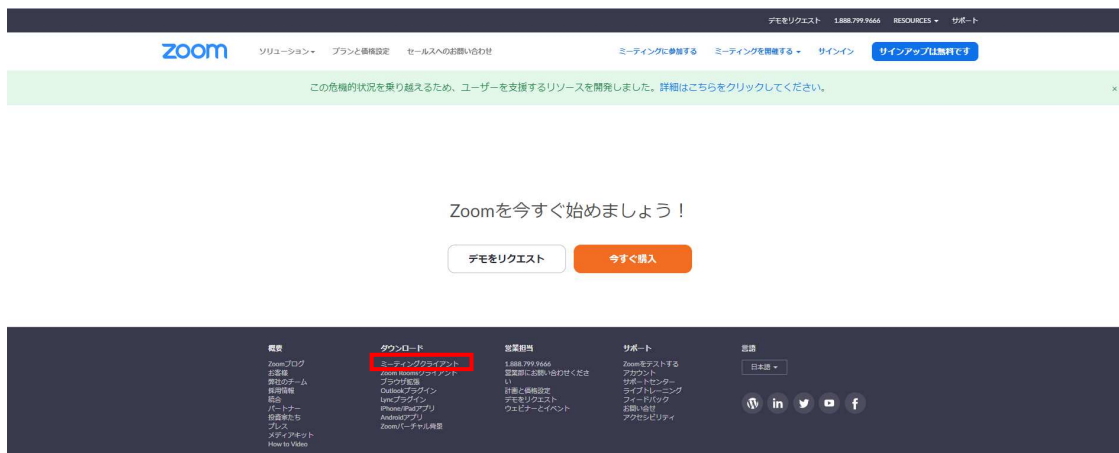 デモをリクエスト 1.888.799.9666 RESOURCES サポート
zoom ソリューション プランと価格設定 セールスへのお問い合わせ ミーティングに参加する ミーティングを開催する サインイン サインアップは無料です
この危機的状況を乗り越えるため、ユーザーを支援するリソースを開発しました。詳細はこちらをクリックしてください。 ×
Zoomを今すぐ始めましょう！
デモをリクエスト 今すぐ購入
概要
Zoomブログ
お客様
弊社のチーム
採用情報
統合
パートナー
投資家たち
プレス
メディアキット
How to Video
ダウンロード
ミーティングクライアント
Zoom Roomsクライアント
ブラウザ拡張
Outlookプラグイン
Lyncプラグイン
iPhone/iPadアプリ
Androidアプリ
Zoomバーチャル背景
営業担当
1.888.799.9666
営業部にお問い合わせくださ
い
計画と価格設定
デモをリクエスト
ウェビナーとイベント
サポート
Zoomをテストする
アカウント
サポートセンター
ライブトレーニング
フィードバック
お問い合せ
アクセシビリティ
言語
日本語